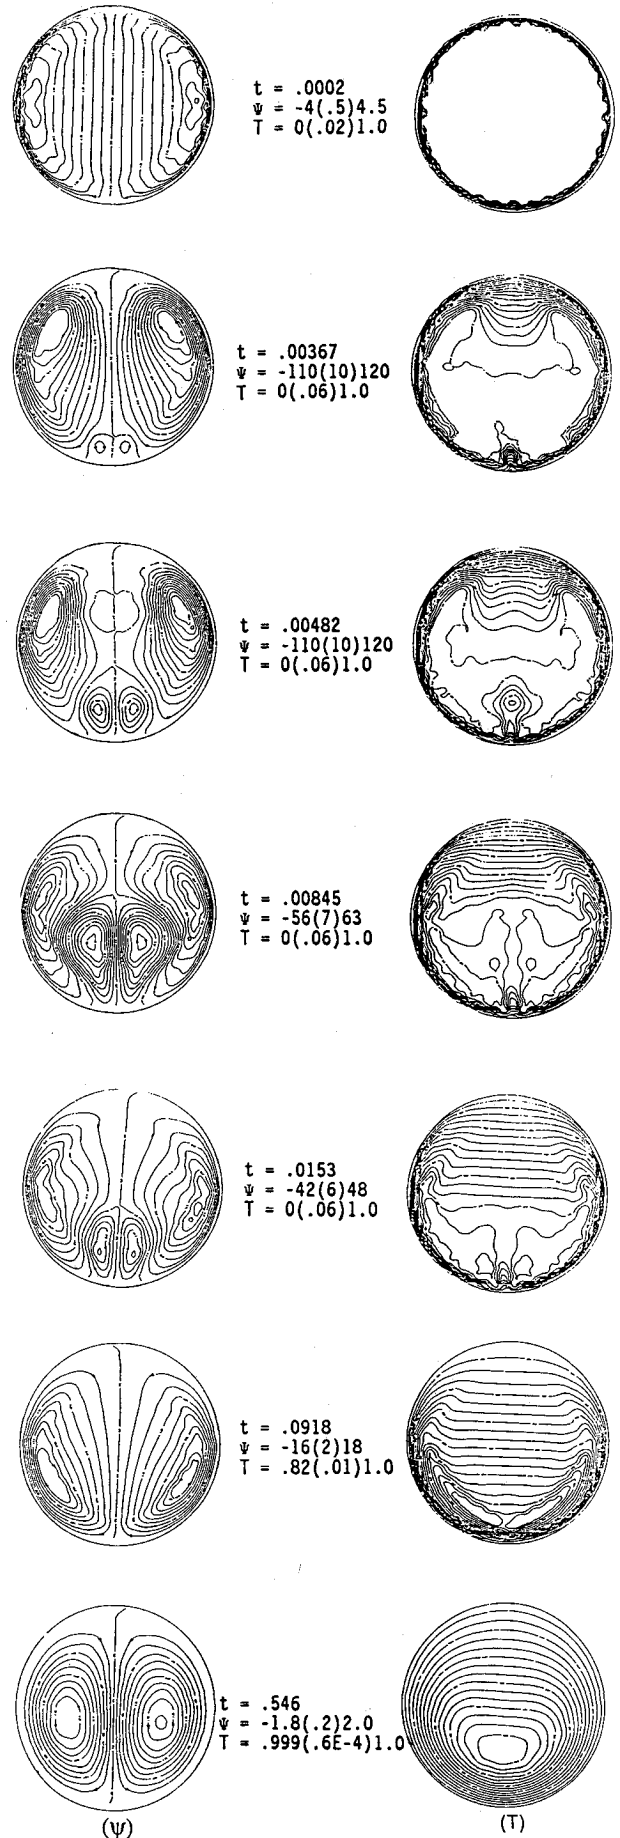 t = .0002
Ψ = -4(.5)4.5
T = 0(.02)1.0
t = .00367
Ψ = -110(10)120
T = 0(.06)1.0
t = .00482
Ψ = -110(10)120
T = 0(.06)1.0
t = .00845
Ψ = -56(7)63
T = 0(.06)1.0
t = .0153
Ψ = -42(6)48
T = 0(.06)1.0
t = .0918
Ψ = -16(2)18
T = .82(.01)1.0
t = .546
Ψ = -1.8(.2)2.0
T = .999(.6E-4)1.0
(Ψ)
(T)